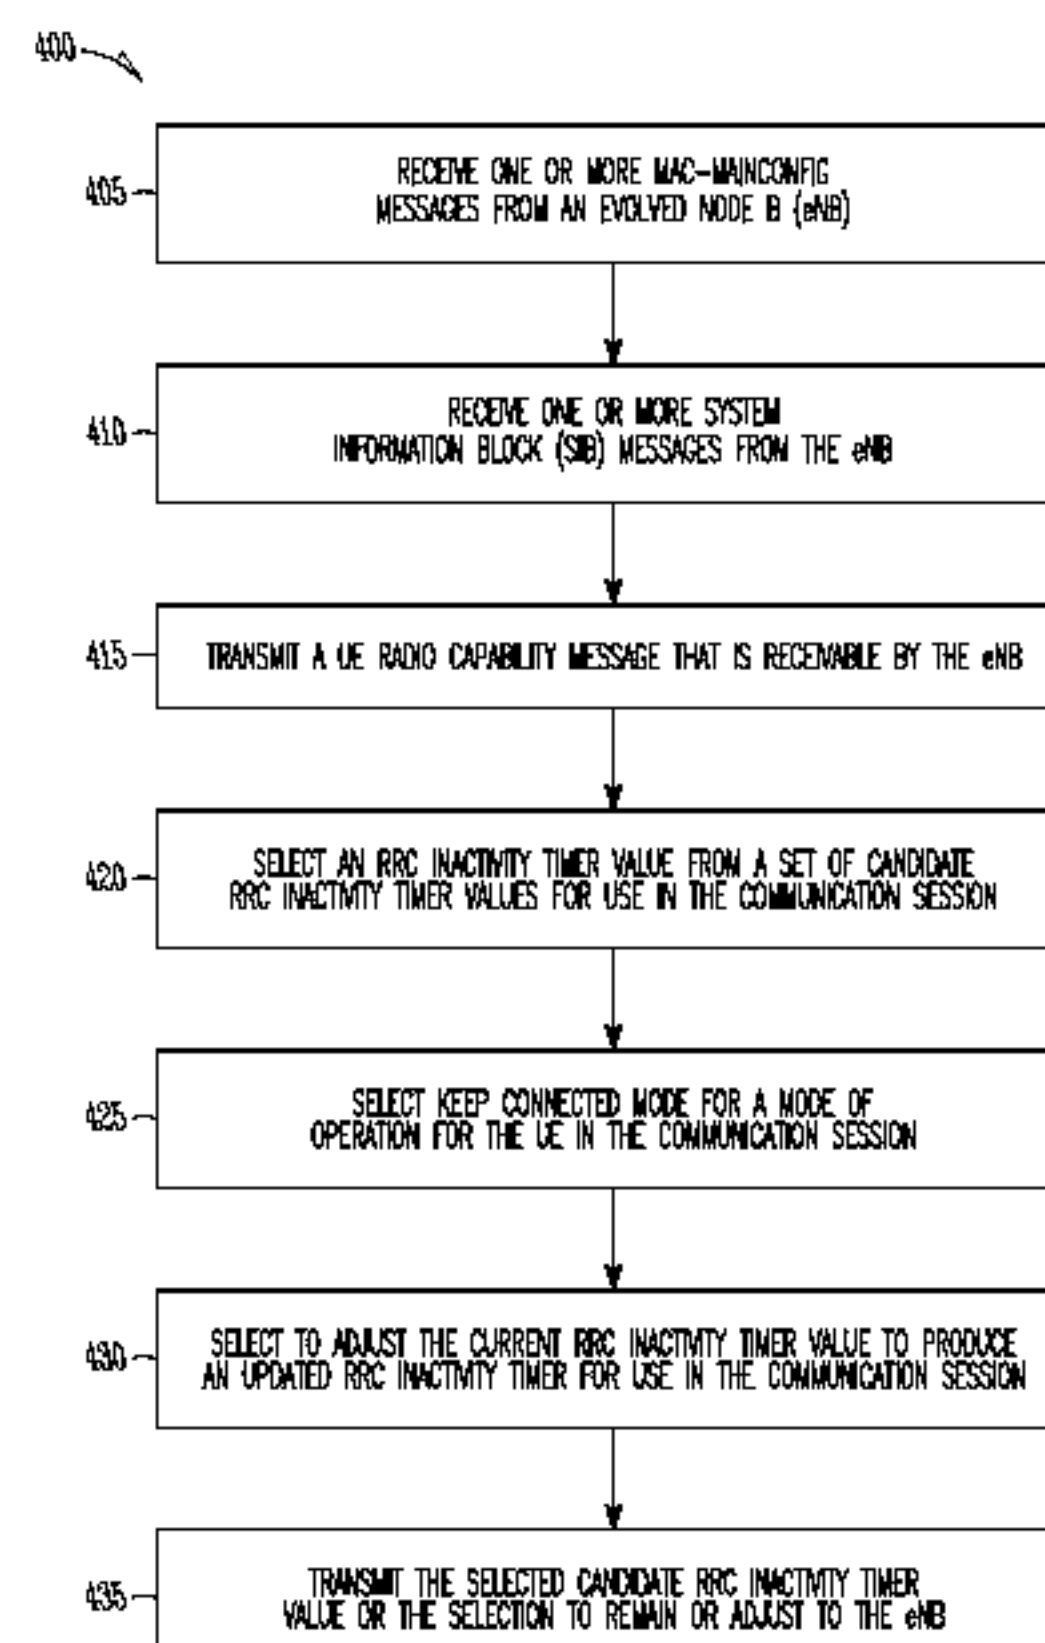 400
405
RECEIVE ONE OR MORE MAC-MAINCONFIG
MESSAGES FROM AN EVOLVED NODE B (eNB)
410
RECEIVE ONE OR MORE SYSTEM
INFORMATION BLOCK (SIB) MESSAGES FROM THE eNB
415
TRANSMIT A UE RADIO CAPABILITY MESSAGE THAT IS RECEIVABLE BY THE eNB
420
SELECT AN RRC INACTIVITY TIMER VALUE FROM A SET OF CANDIDATE
RRC INACTIVITY TIMER VALUES FOR USE IN THE COMMUNICATION SESSION
425
SELECT KEEP CONNECTED MODE FOR A MODE OF
OPERATION FOR THE UE IN THE COMMUNICATION SESSION
430
SELECT TO ADJUST THE CURRENT RRC INACTIVITY TIMER VALUE TO PRODUCE
AN UPDATED RRC INACTIVITY TIMER FOR USE IN THE COMMUNICATION SESSION
435
TRANSMIT THE SELECTED CANDIDATE RRC INACTIVITY TIMER
VALUE OR THE SELECTION TO REMAIN OR ADJUST TO THE eNB